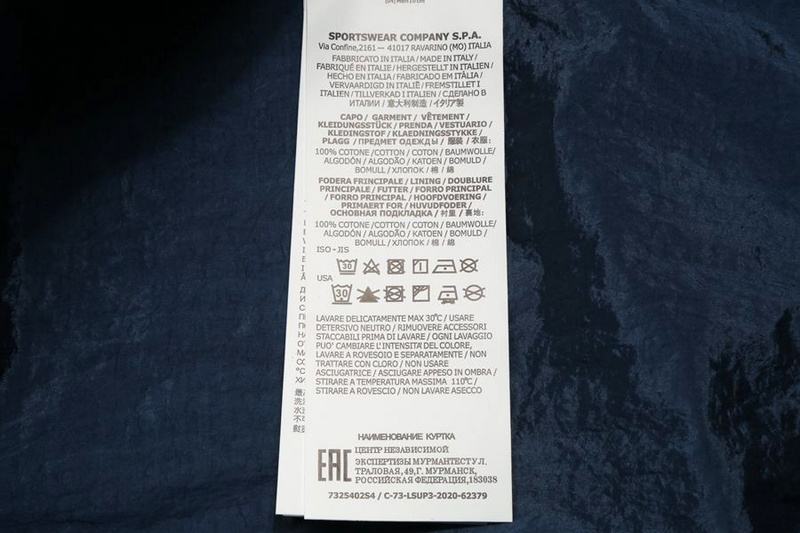 SPORTSWEAR COMPANY S.P.A.
Via Confine,2161 — 41017 RAVARINO (MO) ITALIA
FABBRICATO IN ITALIA / MADE IN ITALY /
FABRIQUÉ EN ITALIE / HERGESTELLT IN ITALIEN /
HECHO EN ITALIA / FABRICADO EM ITÀLIA /
VERVAARDIGD IN ITALIË / FREMSTILLET I
ITALIEN / TILLVERKAD I ITALIEN / СДЕЛАНО В
ИТАЛИИ / 意大利制造 / イタリア製
CAPO / GARMENT / VÊTEMENT /
KLEIDUNGSSTÜCK / PRENDA / VESTUARIO /
KLEDINGSTOF / KLAEDNINGSSTYKKE /
PLAGG / ПРЕДМЕТ ОДЕЖДЫ / 服装 / 衣服:
100% COTONE /COTTON / COTON / BAUMWOLLE/
ALGODÓN / ALGODÃO / KATOEN / BOMULD /
BOMULL / ХЛОПОК / 棉 / 綿
FODERA PRINCIPALE / LINING / DOUBLURE
PRINCIPALE / FUTTER / FORRO PRINCIPAL
/ FORRO PRINCIPAL / HOOFDVOERING /
PRIMAERT FOR / HUVUDFODER /
ОСНОВНАЯ ПОДКЛАДКА / 衬里 / 裏地:
100% COTONE /COTTON / COTON / BAUMWOLLE/
ALGODÓN / ALGODÃO / KATOEN / BOMULD /
BOMULL / ХЛОПОК / 棉 / 綿
ISO-JIS
30
USA
30
LAVARE DELICATAMENTE MAX 30°C / USARE
DETERSIVO NEUTRO / RIMUOVERE ACCESSORI
STACCABILI PRIMA DI LAVARE / OGNI LAVAGGIO
PUO' CAMBIARE L'INTENSITÀ DEL COLORE,
LAVARE A ROVESCIO E SEPARATAMENTE / NON
TRATTARE CON CLORO / NON USARE
ASCIUGATRICE / ASCIUGARE APPESO IN OMBRA /
STIRARE A TEMPERATURA MASSIMA 110°C /
STIRARE A ROVESCIO / NON LAVARE ASECCO
НАИМЕНОВАНИЕ КУРТКА
EAC
ЦЕНТР НЕЗАВИСИМОЙ
ЭКСПЕРТИЗЫ МУРМАНТЕСТ УЛ.
ТРАЛОВАЯ,49,Г. МУРМАНСК,
РОССИЙСКАЯ ФЕДЕРАЦИЯ,183038
7325402S4 / C-73-LSUP3-2020-62379